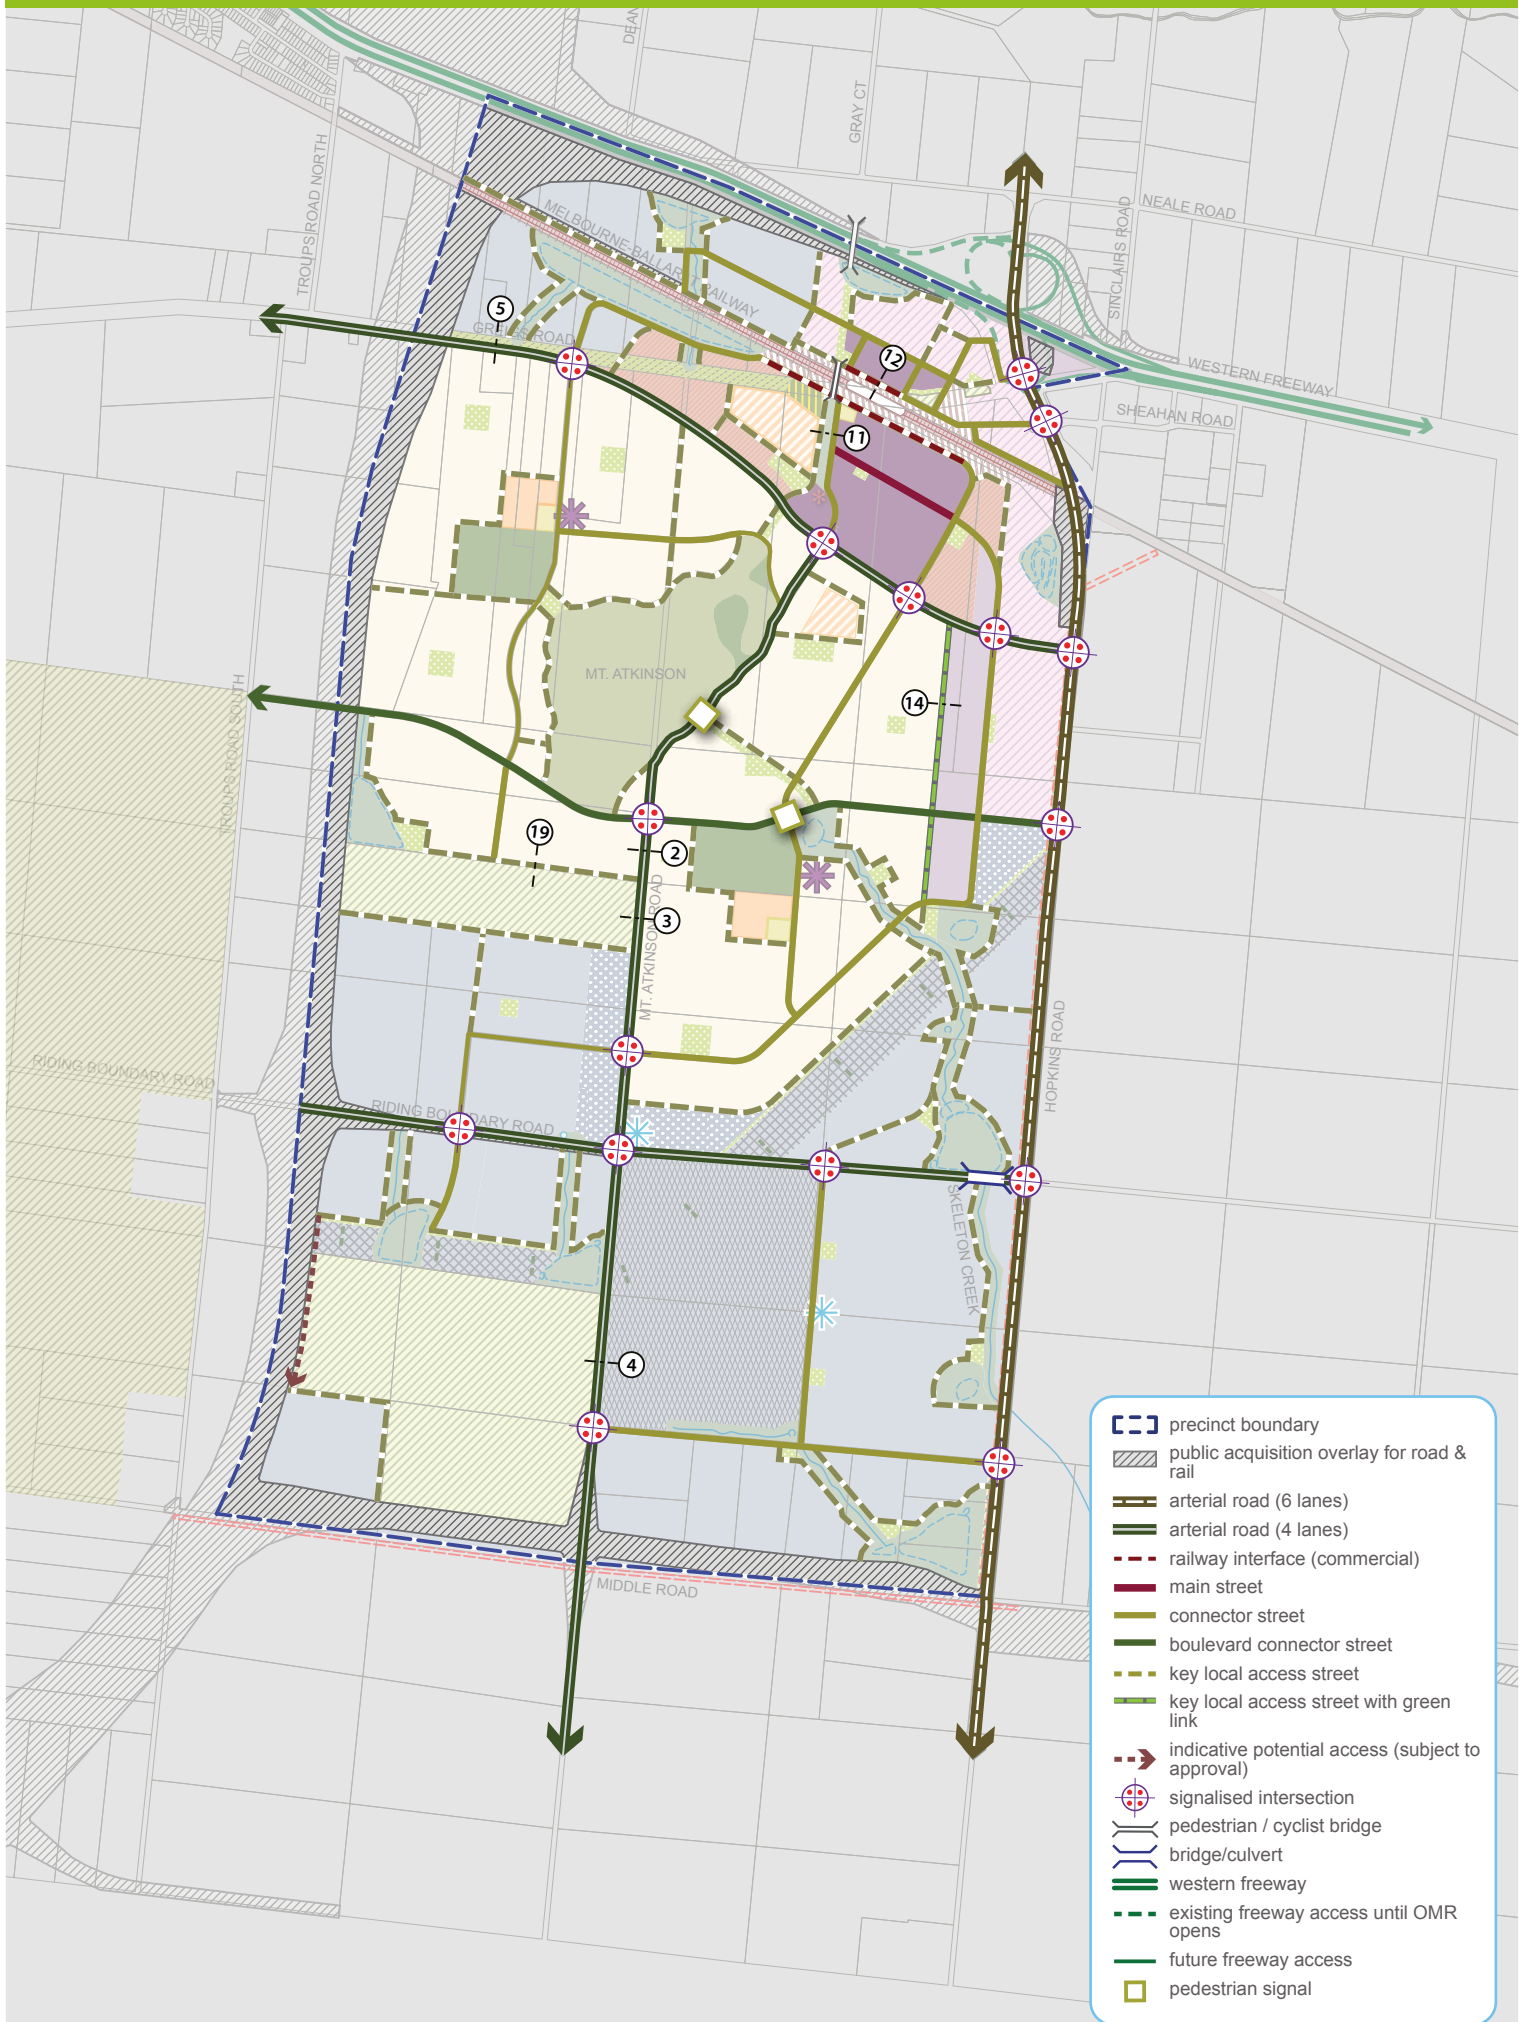 DEAN
GRAY CT
TROUPS ROAD NORTH
NEALE ROAD
SINCLAIRS ROAD
MELBOURNE-BALLARAT RAILWAY
5
GREIGS ROAD
12
WESTERN FREEWAY
SHEAHAN ROAD
11
MT. ATKINSON
14
TROUPS ROAD SOUTH
19
2
3
MT. ATKINSON ROAD
HOPKINS ROAD
RIDING BOUNDARY ROAD
RIDING BOUNDARY ROAD
SKELETON CREEK
4
MIDDLE ROAD
precinct boundary
public acquisition overlay for road &
rail
arterial road (6 lanes)
arterial road (4 lanes)
railway interface (commercial)
main street
connector street
boulevard connector street
key local access street
key local access street with green
link
indicative potential access (subject to
approval)
signalised intersection
pedestrian / cyclist bridge
bridge/culvert
western freeway
existing freeway access until OMR
opens
future freeway access
pedestrian signal